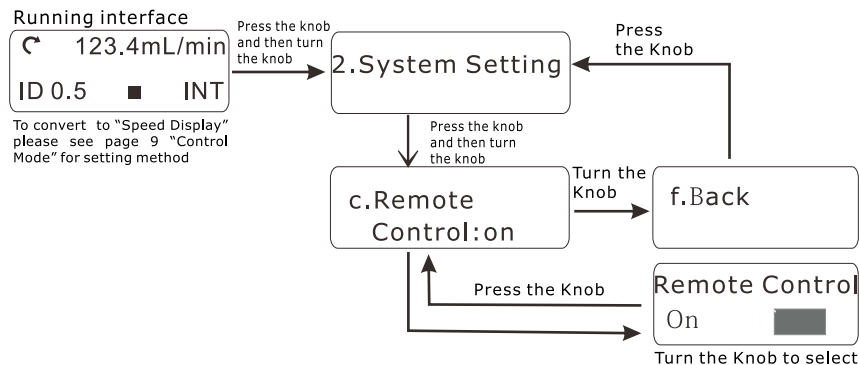 Running interface
123.4mL/min
ID 0.5 ■ INT
To convert to “Speed Display”
please see page 9 “Control
Mode” for setting method
Press the knob
and then turn
the knob
2.System Setting
Press
the Knob
Press the knob
and then turn
the knob
c.Remote
Control:on
Turn the
Knob
f.Back
Press the Knob
Remote Control
On
Turn the Knob to select